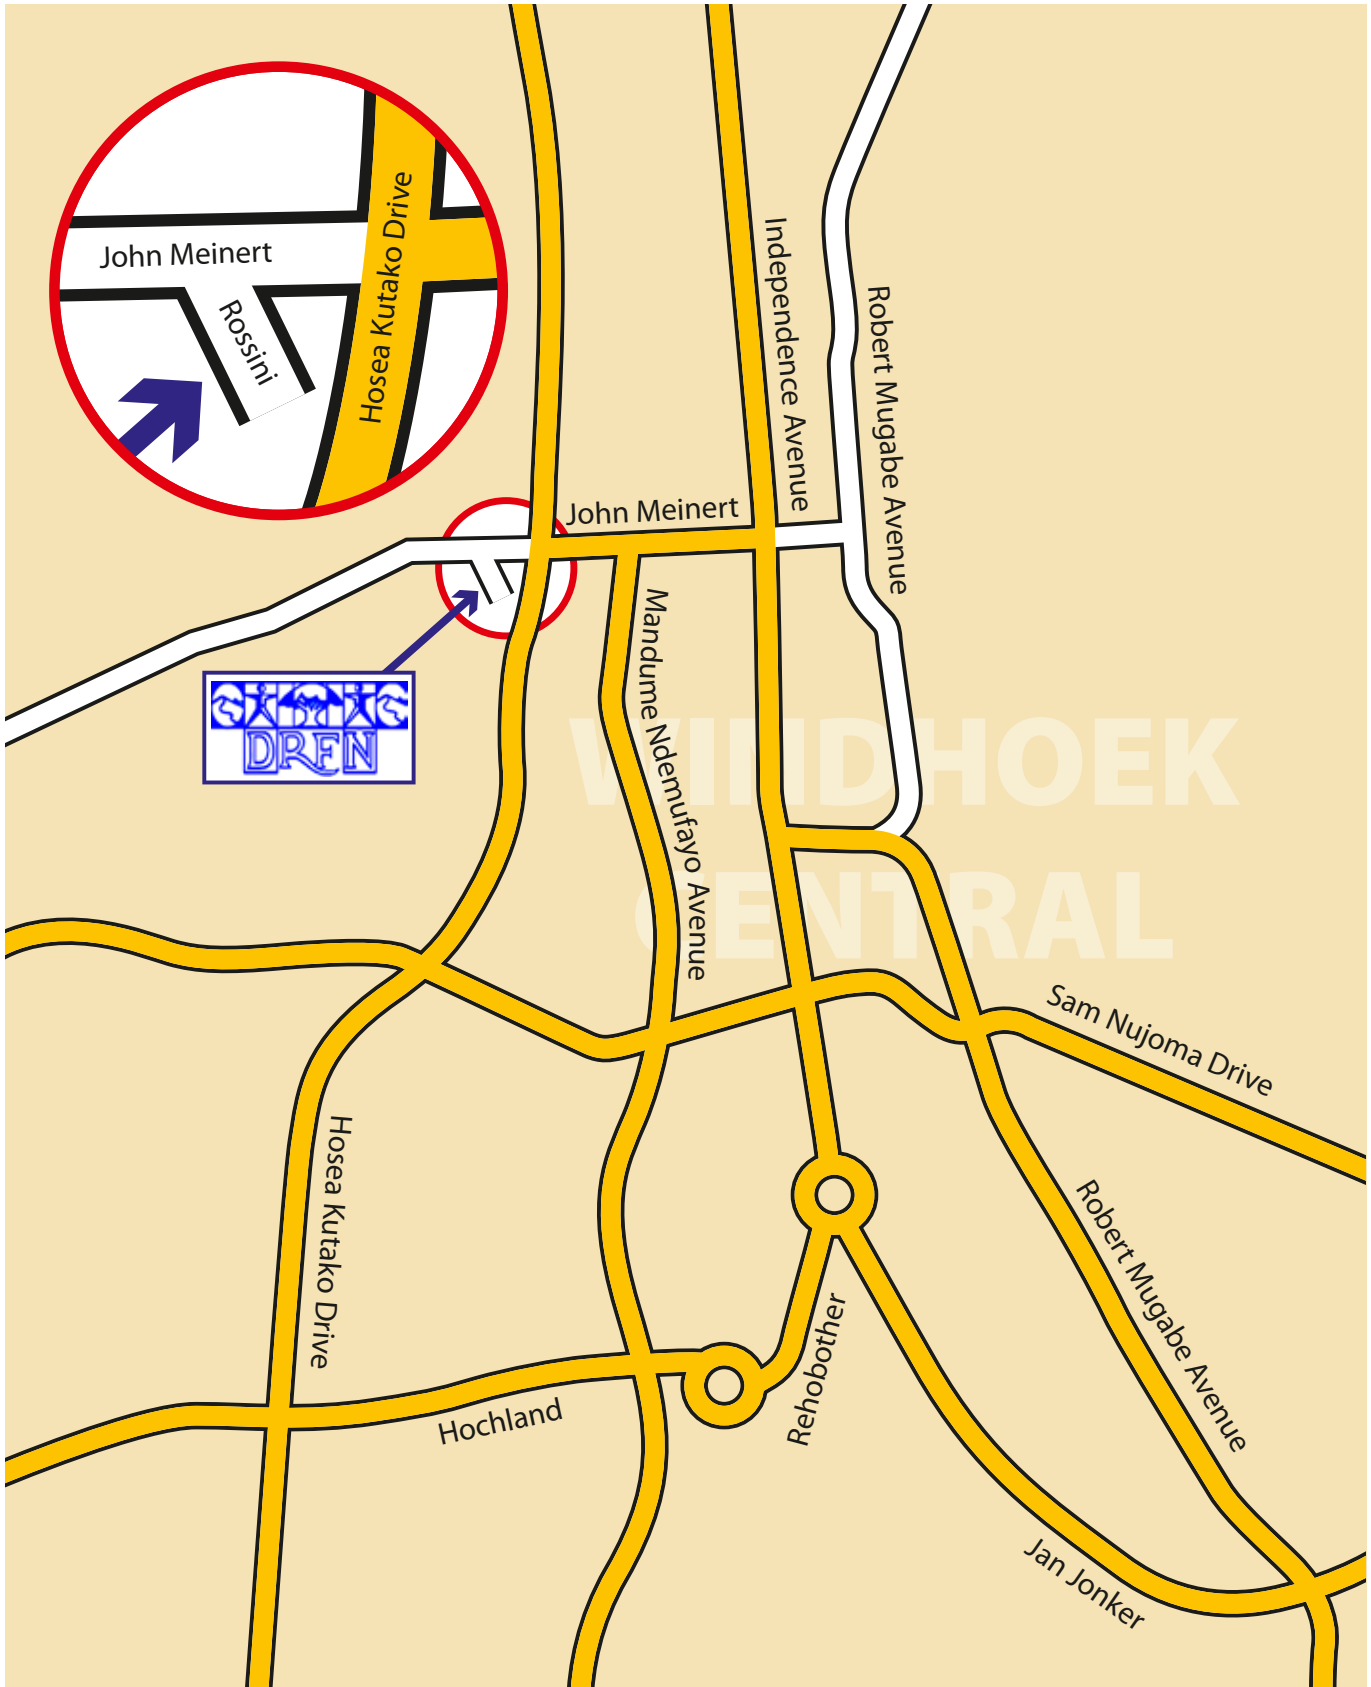 John Meinert
Rossini
Hosea Kutako Drive
Independence Avenue
Robert Mugabe Avenue
John Meinert
Mandume Ndemufayo Avenue
DRFN
WINDHOEK
CENTRAL
Sam Nujoma Drive
Hosea Kutako Drive
Robert Mugabe Avenue
Rehobother
Hochland
Jan Jonker